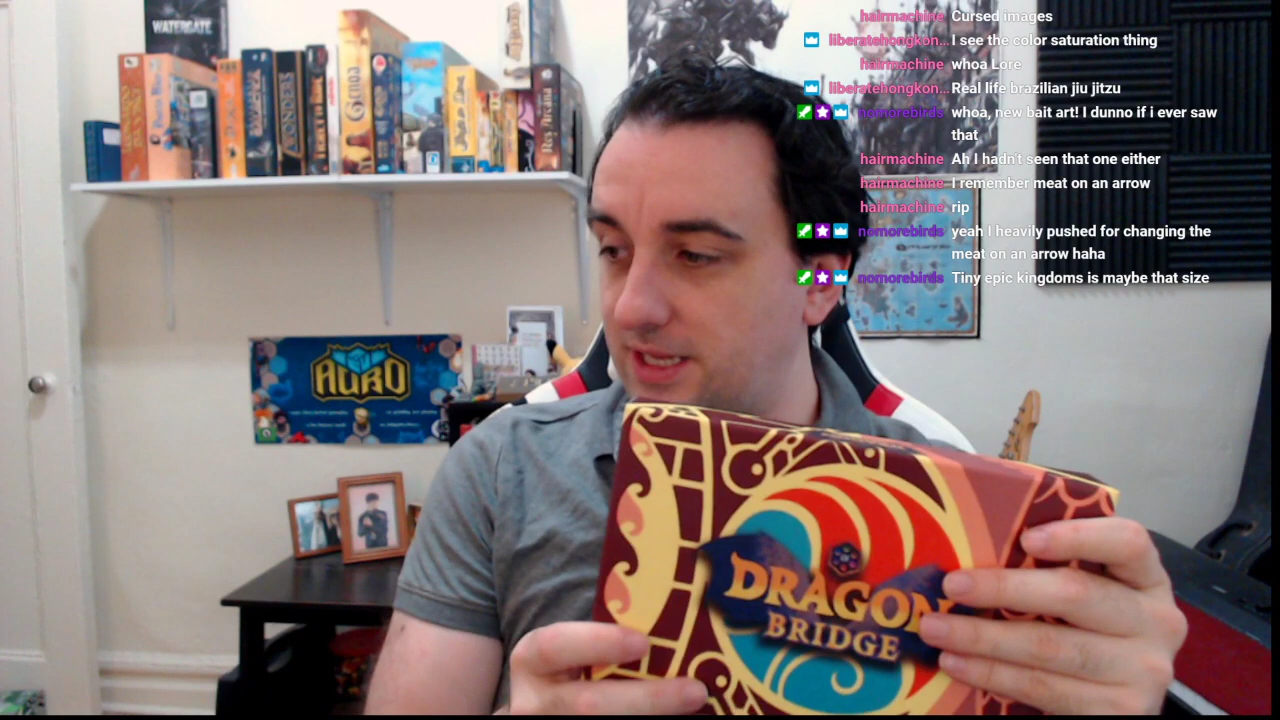 WATERGATE
hairmachine Cursed images
liberatehongkon... I see the color saturation thing
hairmachine whoa Lore
liberatehongkon... Real life brazilian jiu jitzu
nomorebirds whoa, new bait art! I dunno if i ever saw
that
hairmachine Ah I hadn't seen that one either
hairmachine I remember meat on an arrow
hairmachine rip
nomorebirds yeah I heavily pushed for changing the
meat on an arrow haha
nomorebirds Tiny epic kingdoms is maybe that size
Genoa
Res Arcana
AURO
DRAGON
BRIDGE